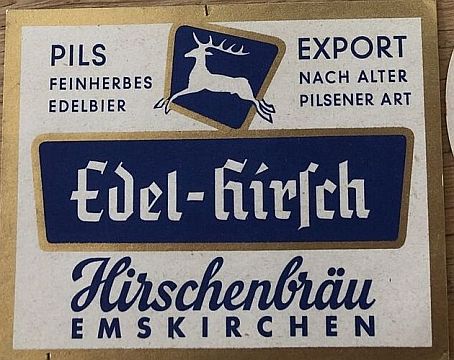 PILS
FEINHERBES
EDELBIER
EXPORT
NACH ALTER
PILSENER ART
Edel-Hirſch
Hirschenbräu
EMSKIRCHEN